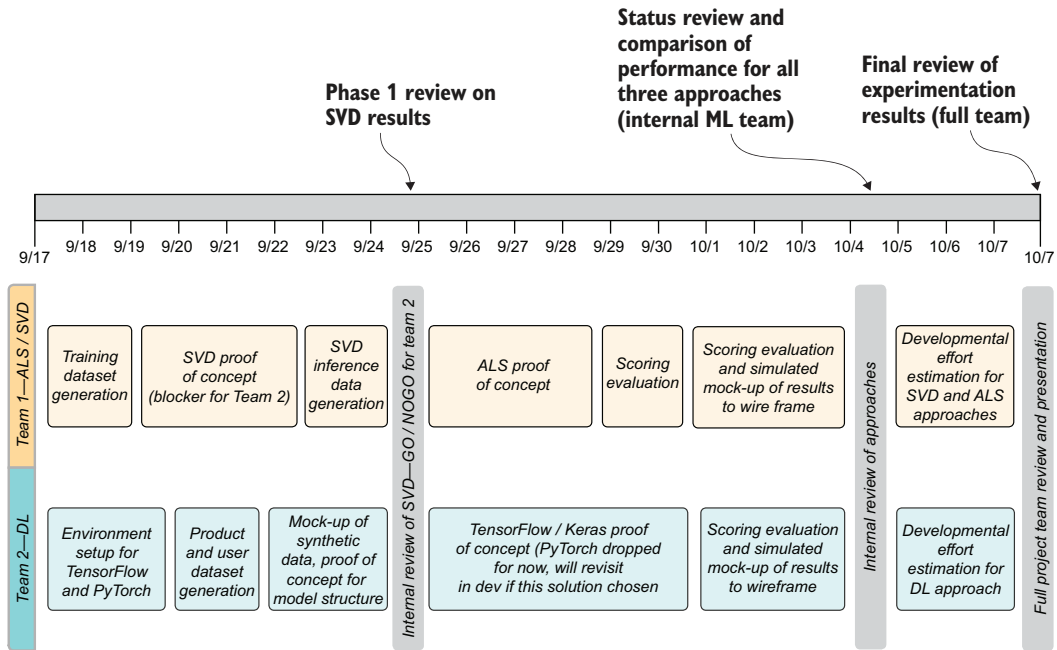 Status review and
comparison of
performance for all
three approaches
(internal ML team)
Final review of
experimentation
results (full team)
Phase 1 review on
SVD results
9/17
9/18
9/19
9/20
9/21
9/22
9/23
9/24
9/25
9/26
9/27
9/28
9/29
9/30
10/1
10/2
10/3
10/4
10/5
10/6
10/7
10/7
Team 1—ALS / SVD
Training
dataset
generation
SVD proof
of concept
(blocker for Team 2)
SVD
inference
data
generation
Internal review of SVD—GO / NOGO for team 2
ALS proof
of concept
Scoring
evaluation
Scoring evaluation
and simulated
mock-up of results
to wire frame
Internal review of approaches
Developmental
effort
estimation for
SVD and ALS
approaches
Full project team review and presentation
Team 2—DL
Environment
setup for
TensorFlow
and PyTorch
Product
and user
dataset
generation
Mock-up of
synthetic
data, proof of
concept for
model structure
TensorFlow / Keras proof
of concept (PyTorch dropped
for now, will revisit
in dev if this solution chosen
Scoring evaluation
and simulated
mock-up of results
to wireframe
Developmental
effort
estimation for
DL approach